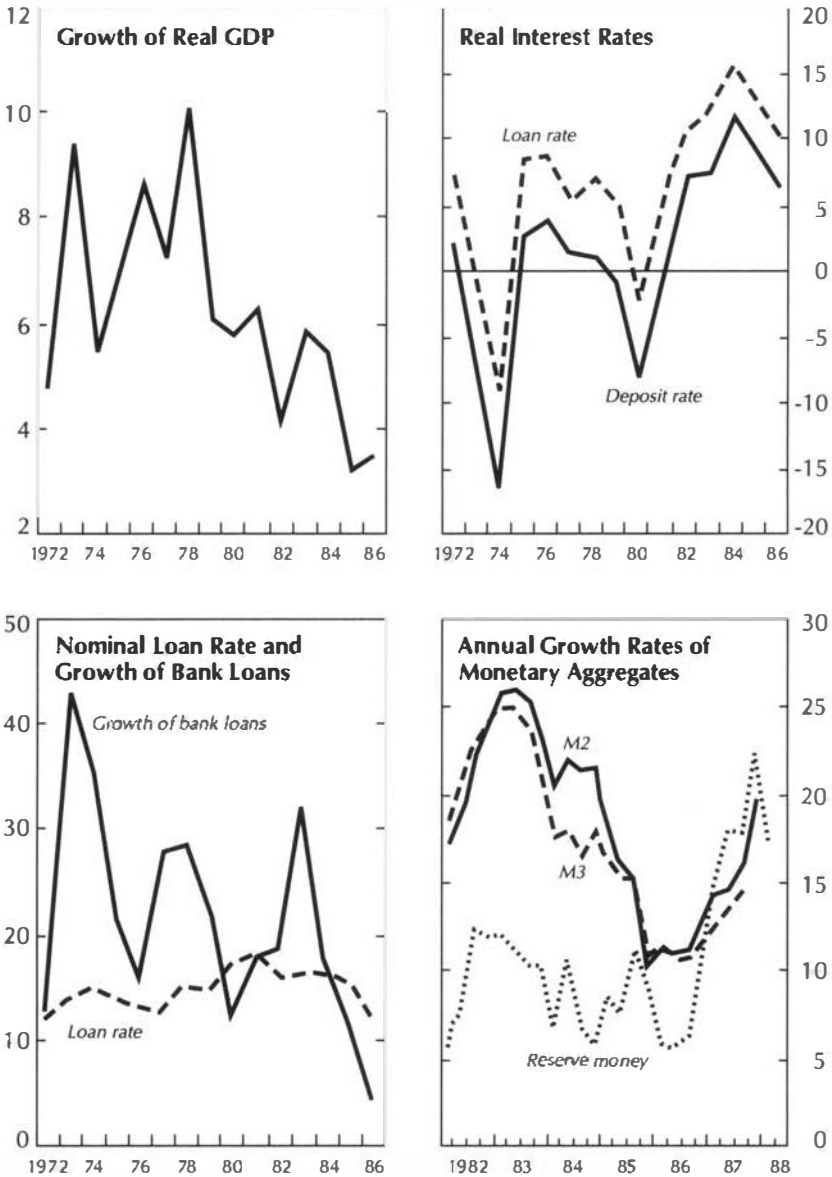 Growth of Real GDP
12
10
8
6
4
2
1972 74 76 78 80 82 84 86
Real Interest Rates
20
15
10
5
0
-5
-10
-15
-20
Loan rate
Deposit rate
1972 74 76 78 80 82 84 86
Nominal Loan Rate and
Growth of Bank Loans
50
40
30
20
10
0
Growth of bank loans
Loan rate
1972 74 76 78 80 82 84 86
Annual Growth Rates of
Monetary Aggregates
30
25
20
15
10
5
0
M2
M3
Reserve money
1982 83 84 85 86 87 88